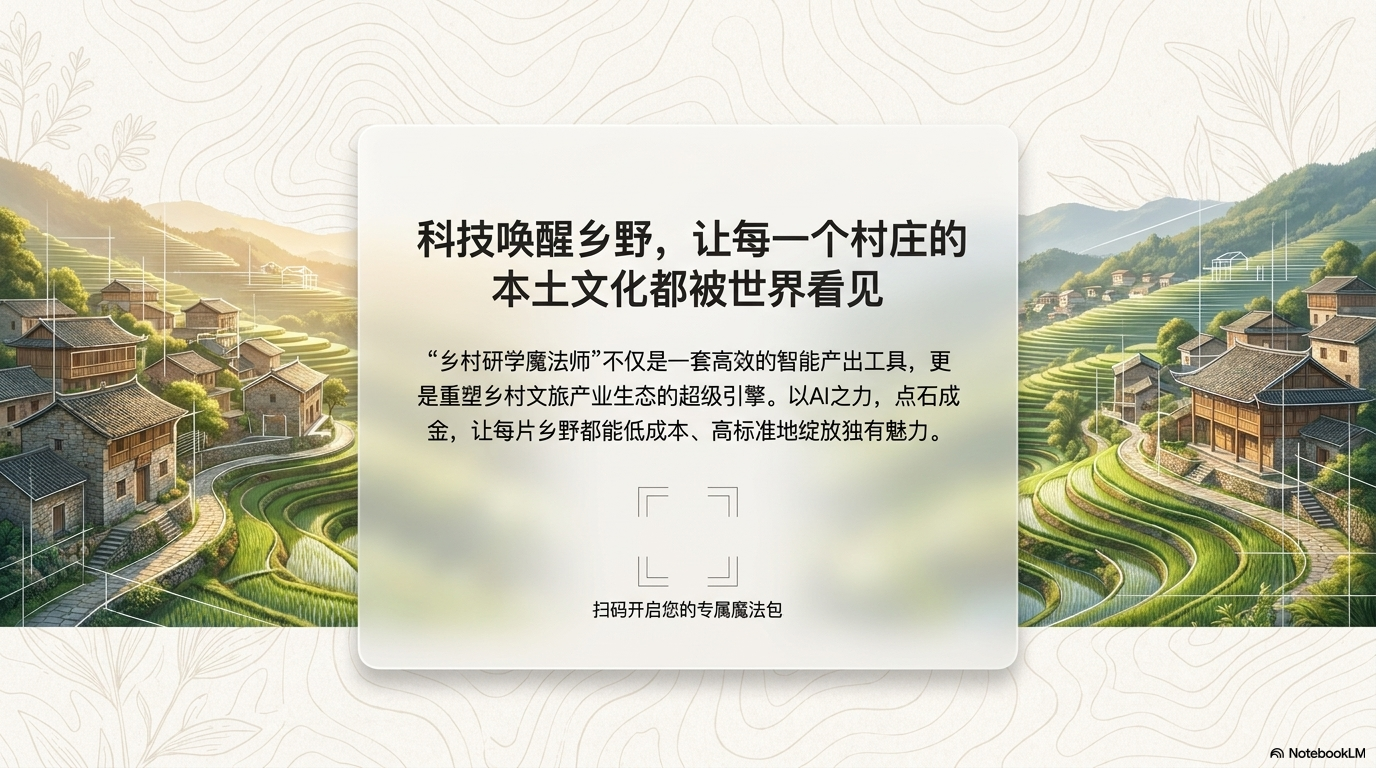 科技唤醒乡野，让每一个村庄的
本土文化都被世界看见
“乡村研学魔法师”不仅是一套高效的智能产出工具，更
是重塑乡村文旅产业生态的超级引擎。以AI之力，点石成
金，让每片乡野都能低成本、高标准地绽放独有魅力。
扫码开启您的专属魔法包
NotebookLM